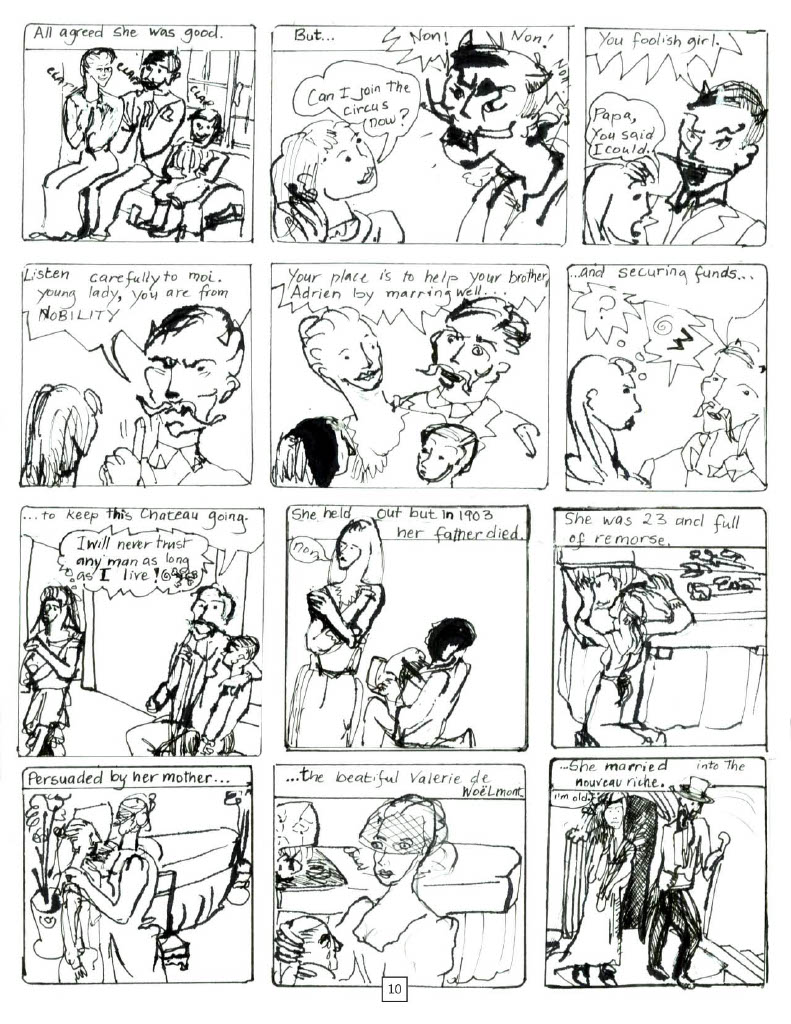 All agreed she was good.
CLAP
CLAP
CLAP
But...
Can I join the
circus
now?
Non!
Non!
Non!
You foolish girl.
Papa,
You said
I could.
Listen carefully to moi.
young lady, you are from
NOBILITY
Your place is to help your brother,
Adrien by marring well...
...and securing funds...
?
...to keep this Chateau going.
I will never trust
any man as long
as I live!
She held out but in 1903
her father died.
non
She was 23 and full
of remorse.
Persuaded by her mother...
...the beatiful Valerie de
Woëlmont
...She married into The
nouveau riche.
I'm old
10